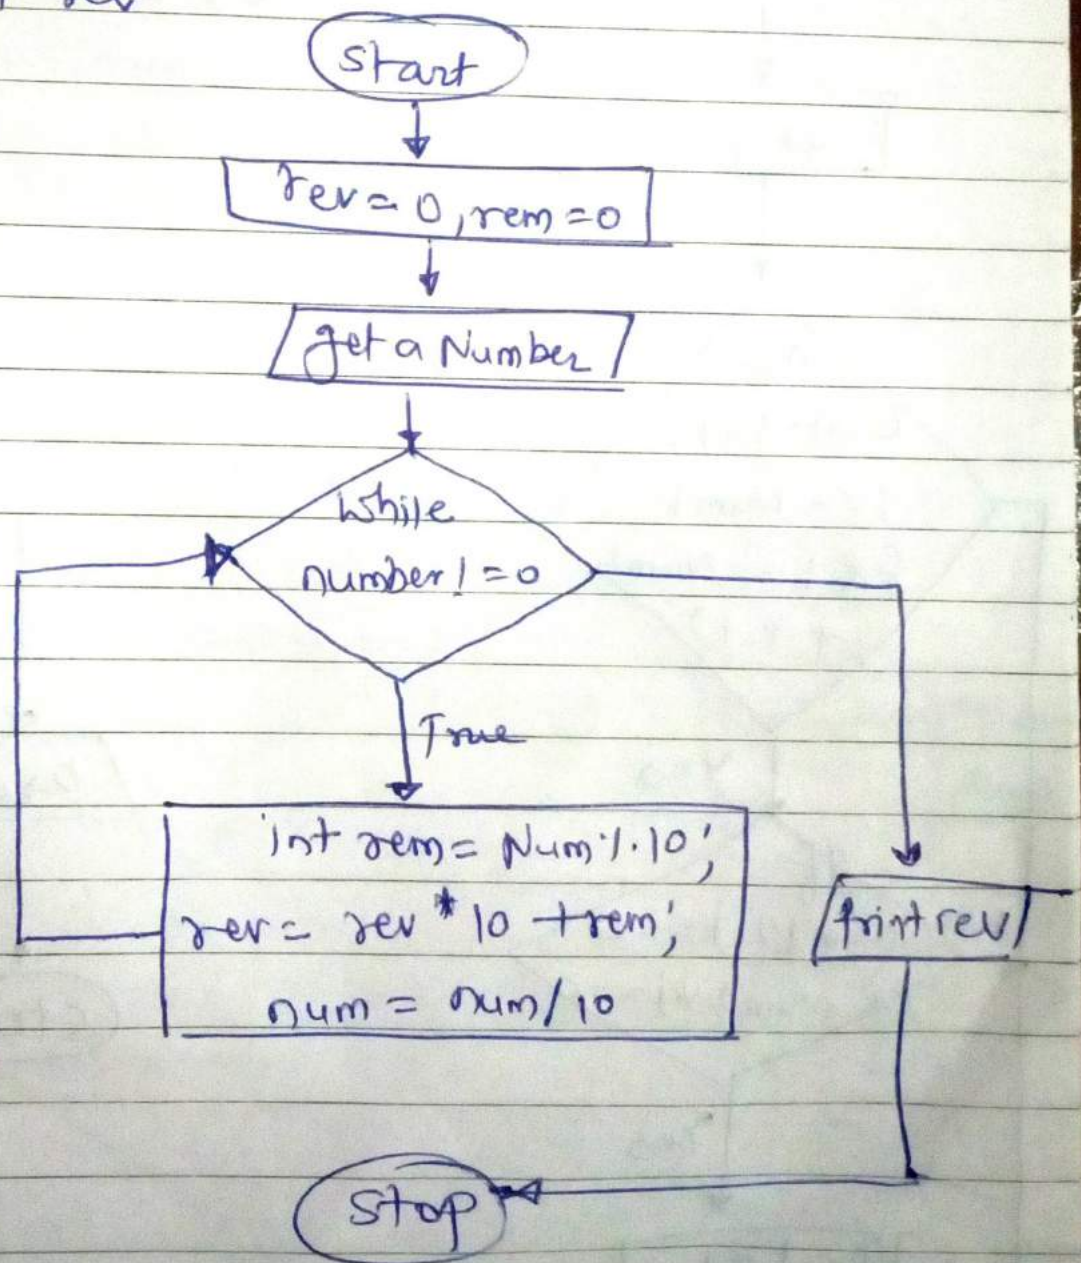 Start
rev = 0, rem = 0
get a Number
While
number != 0
True
int rem = Num % 10;
rev = rev * 10 + rem;
num = num / 10
Print rev
Stop